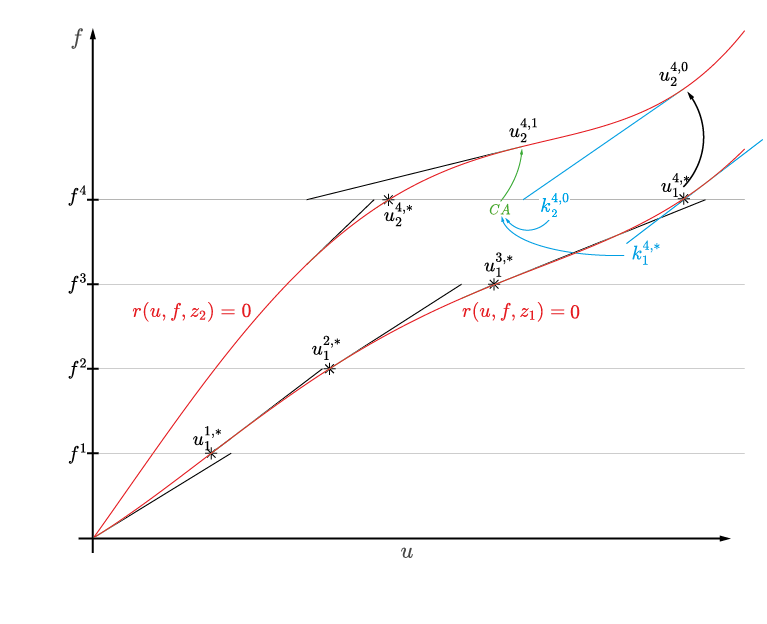 f
u_2^{4,0}
u_2^{4,1}
u_1^{4,*}
f^4
CA
k_2^{4,0}
u_2^{4,*}
k_1^{4,*}
u_1^{3,*}
f^3
r(u, f, z_2) = 0
r(u, f, z_1) = 0
u_1^{2,*}
f^2
u_1^{1,*}
f^1
u